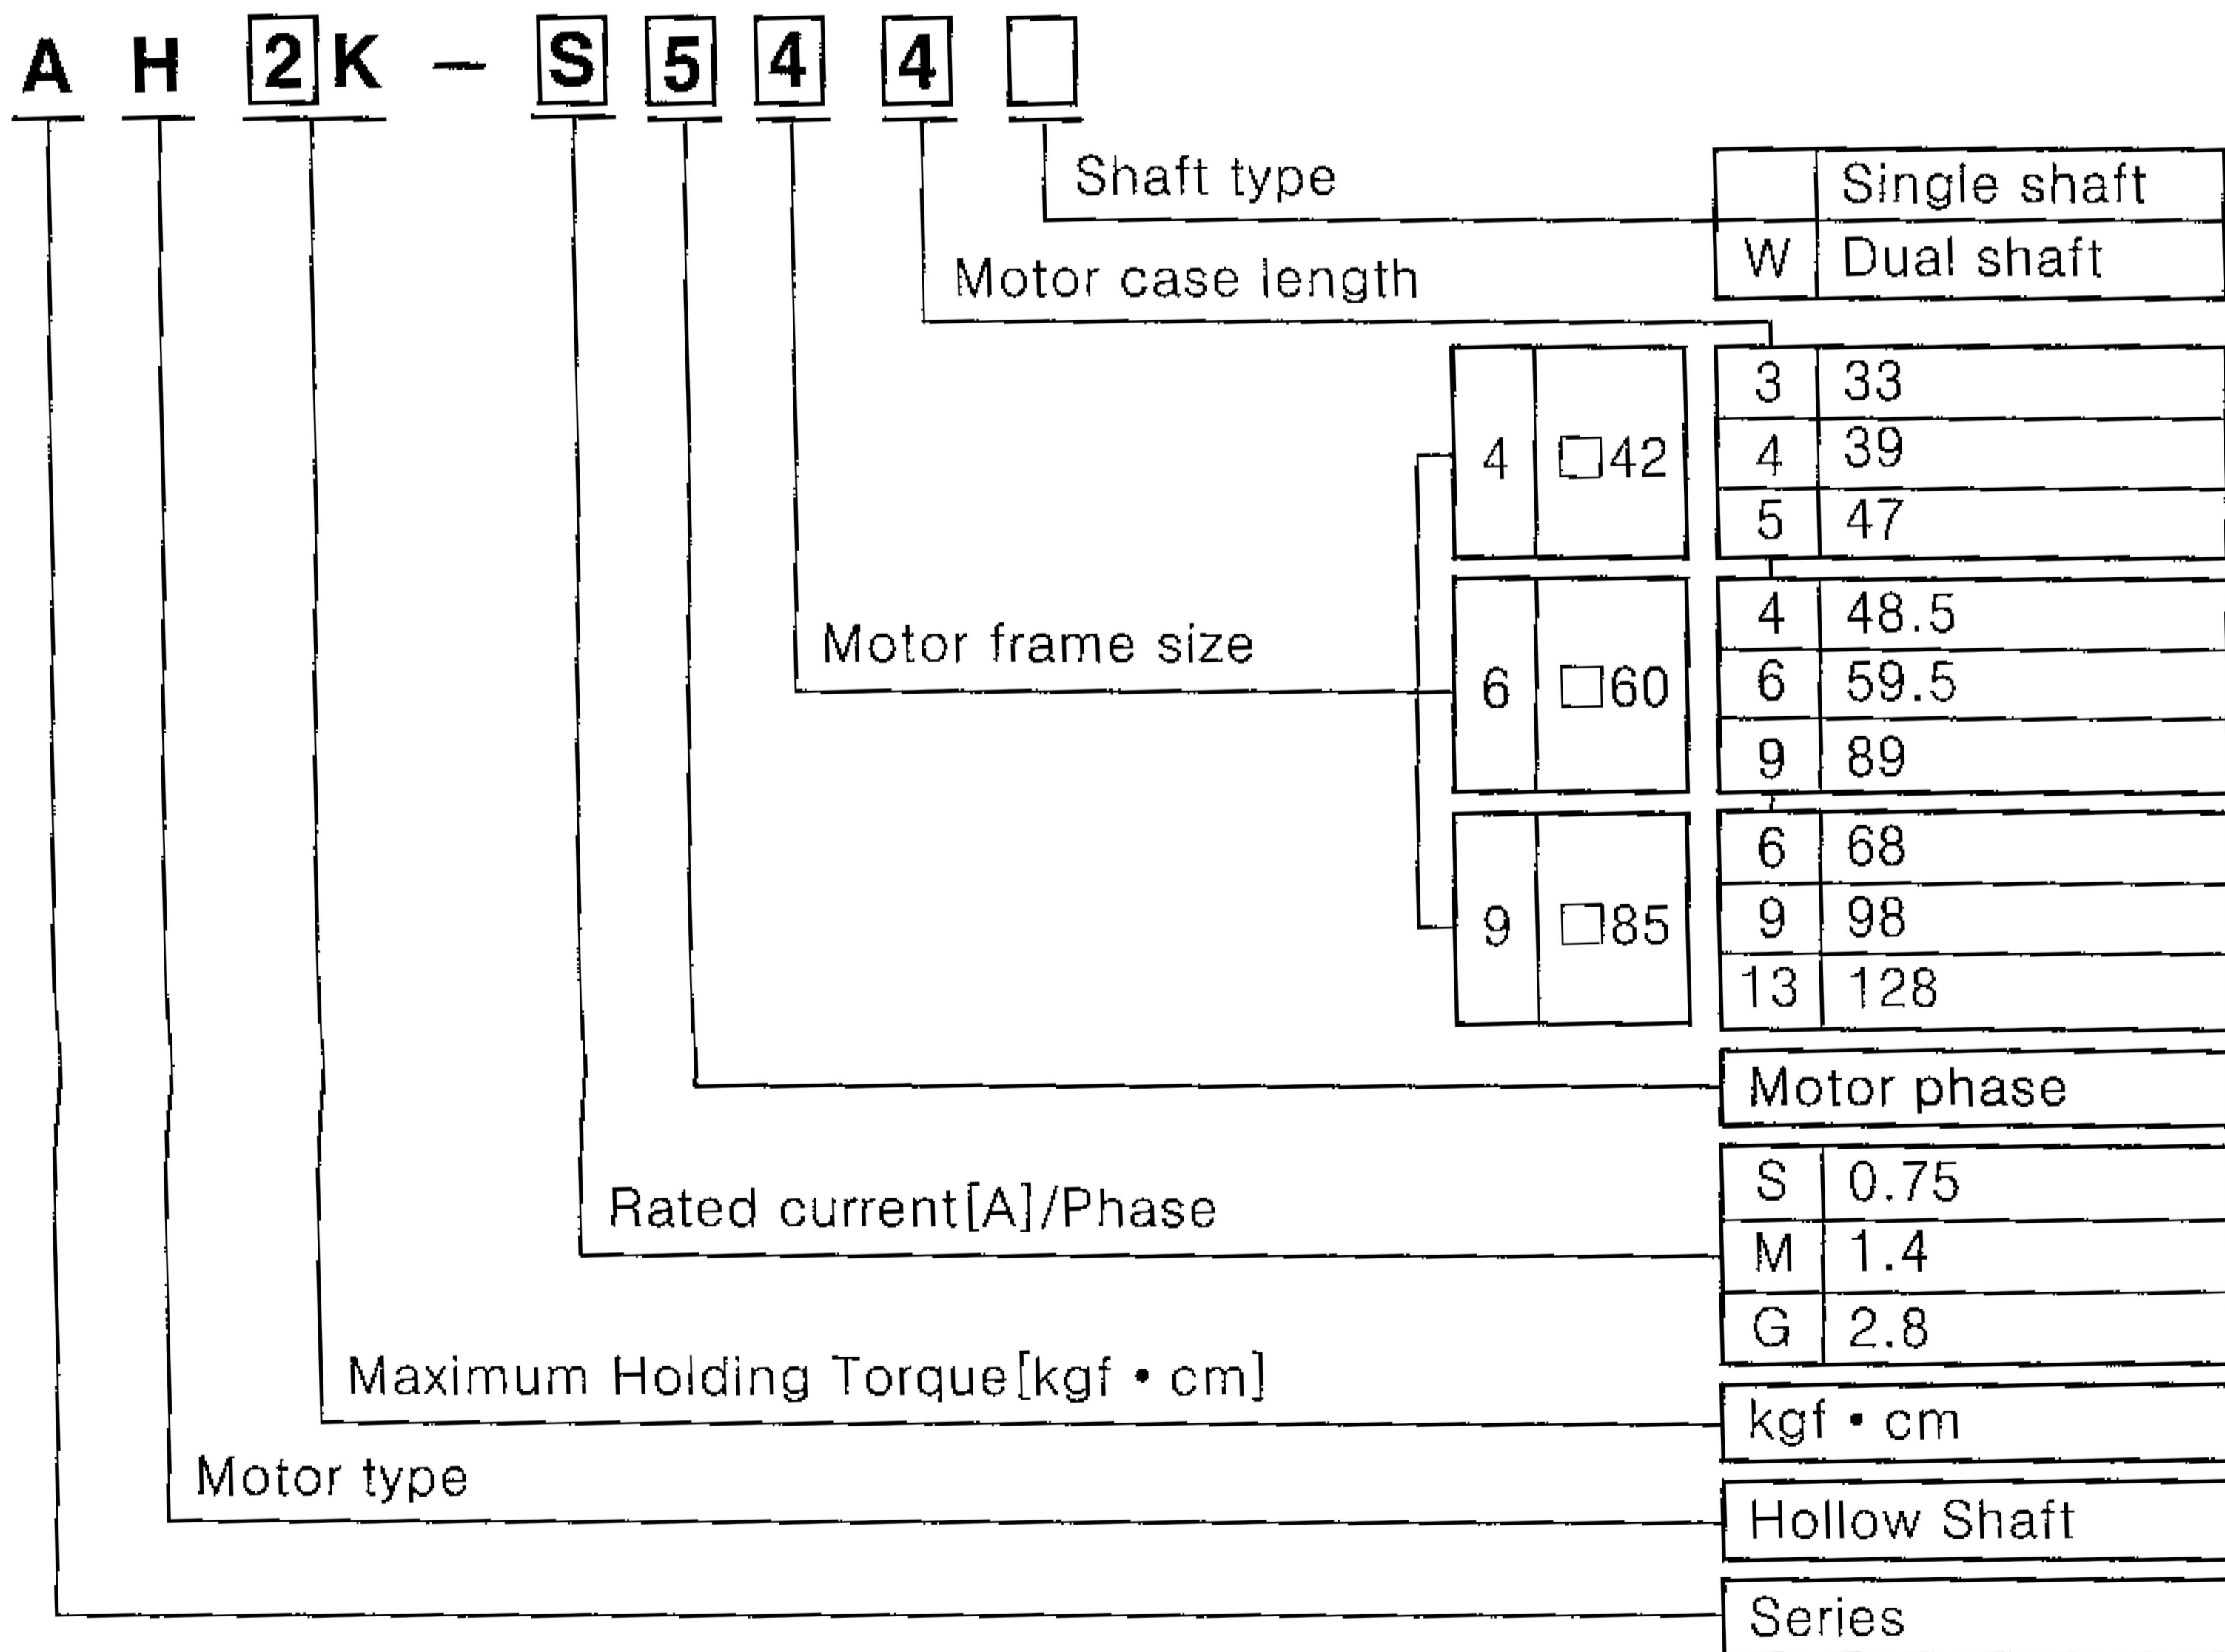 A H 2 K - S 5 4 4 □
Shaft type
Single shaft
W Dual shaft
Motor case length
3 33
4 □42 4 39
5 47
4 48.5
Motor frame size 6 □60 6 59.5
9 89
6 68
9 □85 9 98
13 128
Motor phase
S 0.75
Rated current[A]/Phase M 1.4
G 2.8
Maximum Holding Torque[kgf • cm]
kgf • cm
Motor type
Hollow Shaft
Series